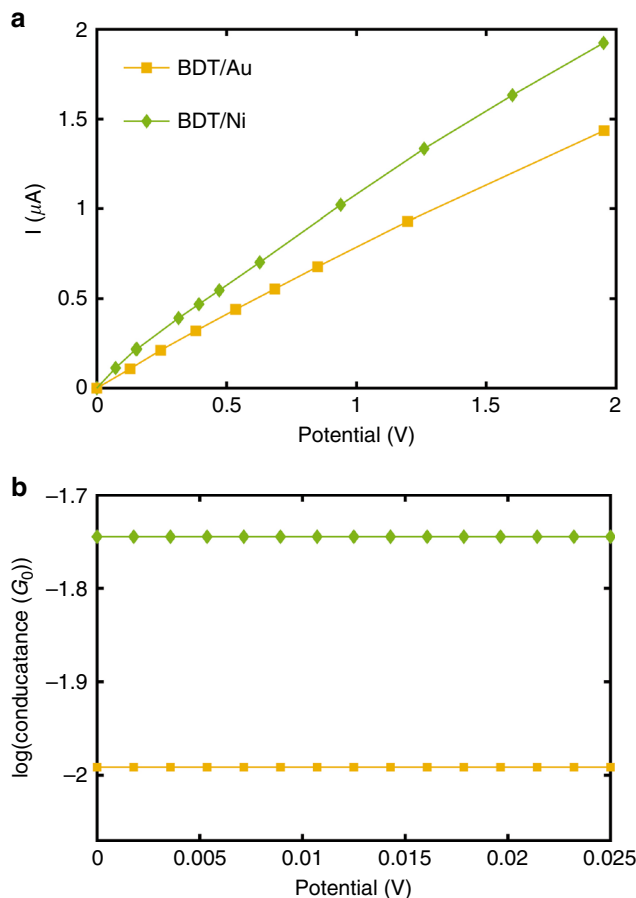 a
2
1.5
1
0.5
0
I (μA)
BDT/Au
BDT/Ni
0 0.5 1 1.5 2
Potential (V)
b
−1.7
−1.8
−1.9
−2
log(conducatance (G₀))
0 0.005 0.01 0.015 0.02 0.025
Potential (V)